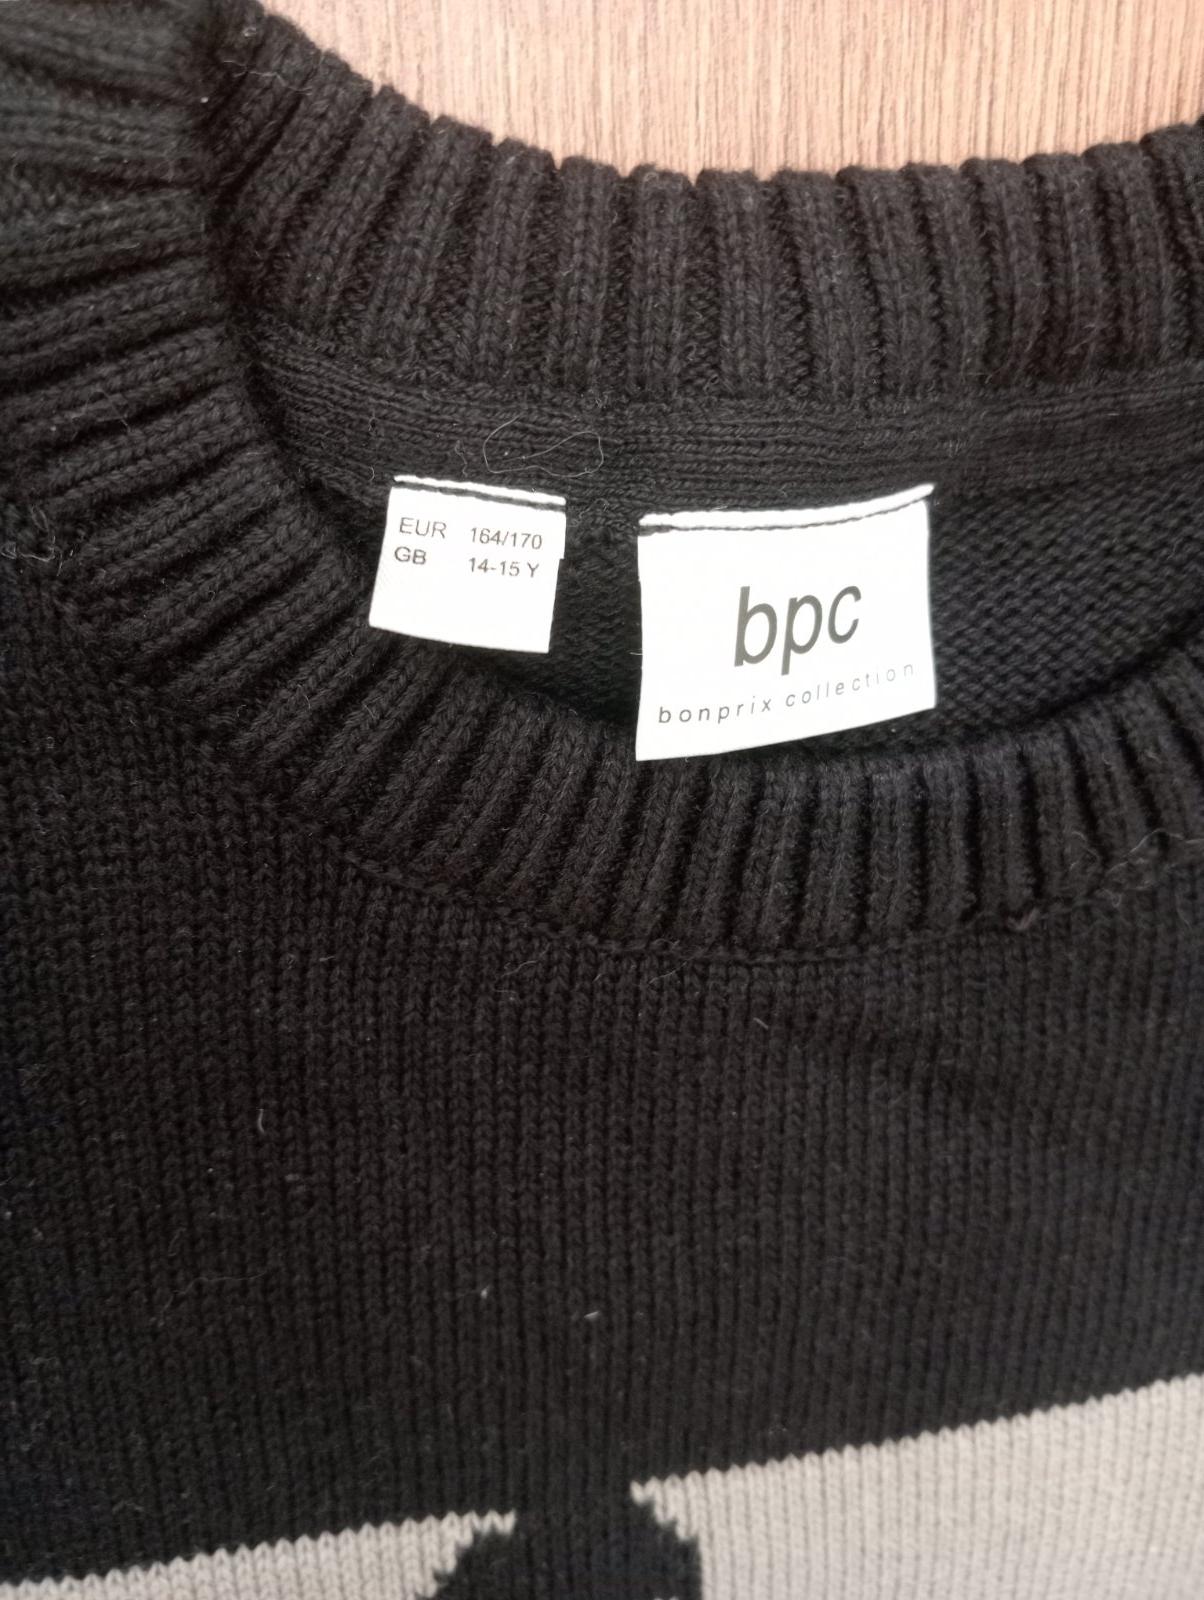 EUR 164/170
GB 14-15 Y
bpc
bonprix collection